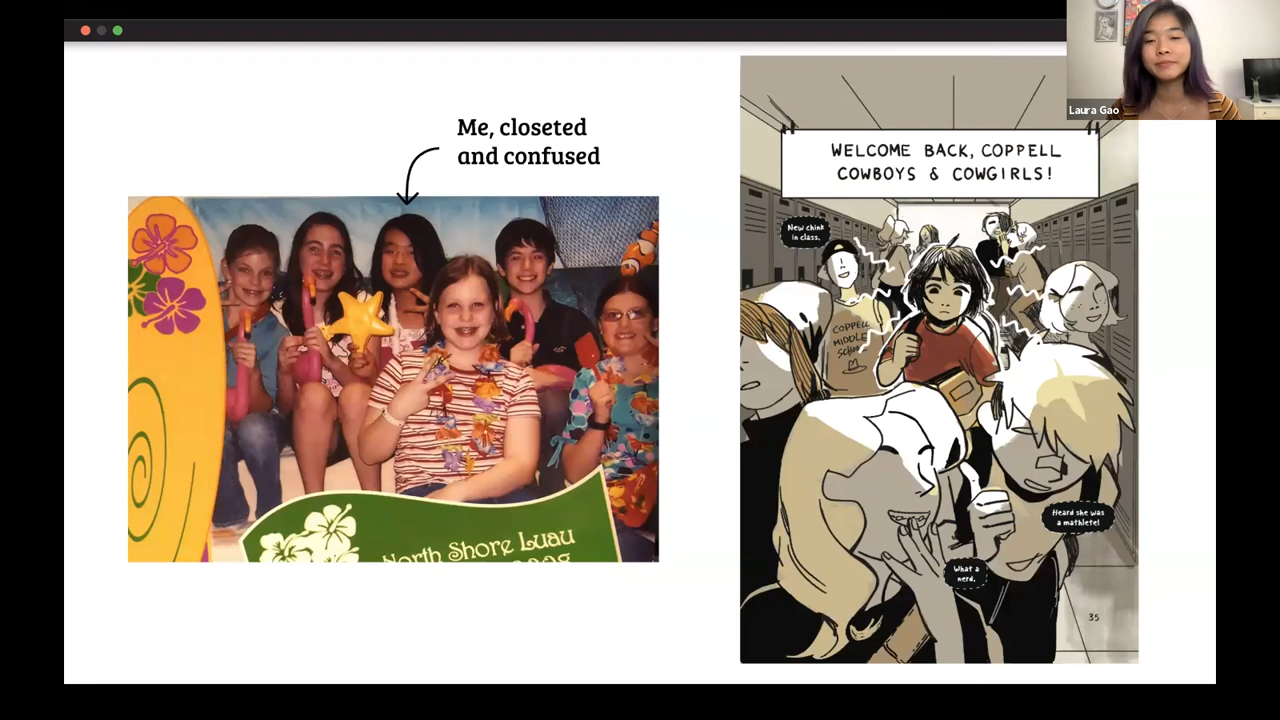 Me, closeted
and confused
North Shore Luau
Laura Gao
WELCOME BACK, COPPELL
COWBOYS & COWGIRLS!
New chink
in class.
COPPELL
MIDDLE
SCHOOL
Heard she was
a mathlete!
What a
nerd.
35